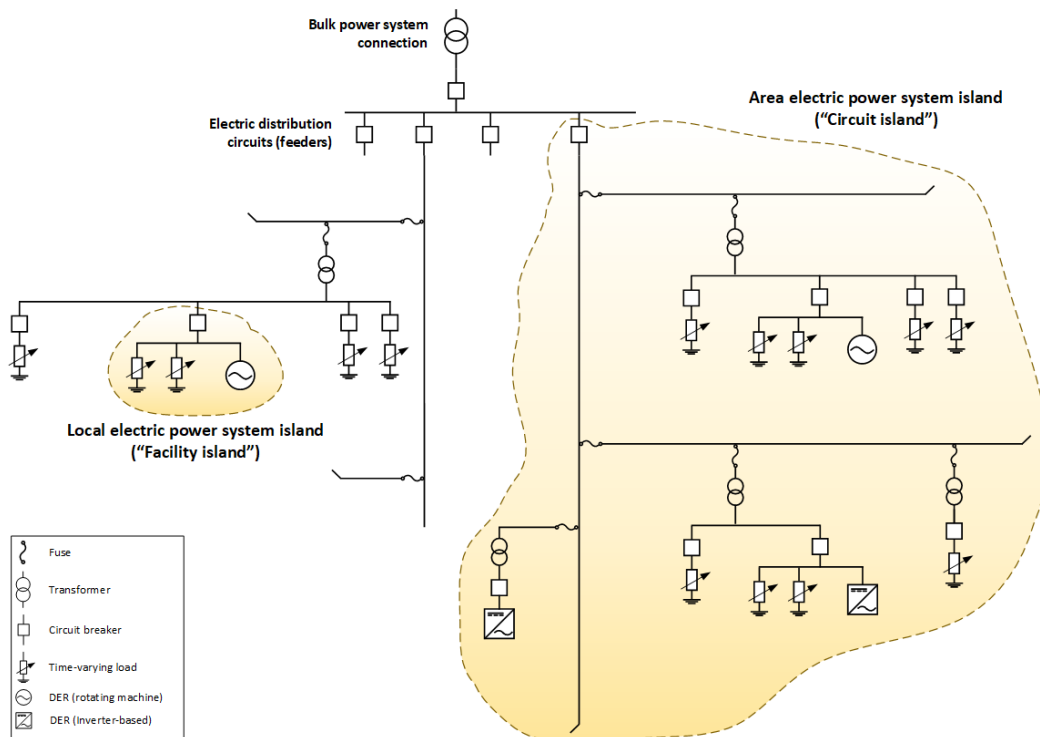 Bulk power system
connection
Electric distribution
circuits (feeders)
Area electric power system island
(“Circuit island”)
Local electric power system island
(“Facility island”)
Fuse
Transformer
Circuit breaker
Time-varying load
DER (rotating machine)
DER (Inverter-based)